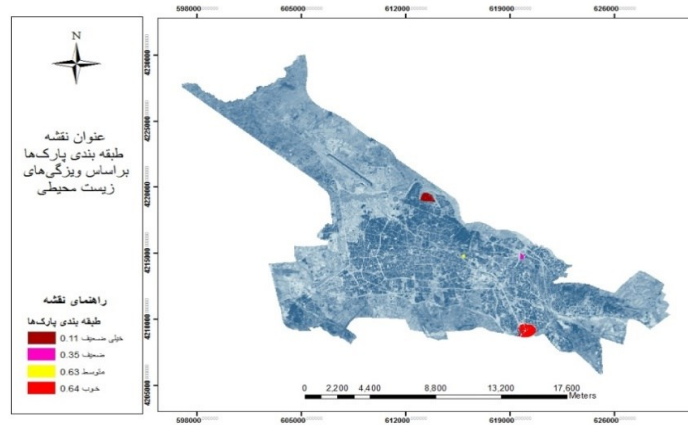 598000 605000 612000 619000 626000
N
عنوان نقشه
طبقه بندی پارک‌ها
براساس ویژگی‌های
زیست محیطی
راهنمای نقشه
طبقه بندی پارک‌ها
خیلی ضعیف 0.11
ضعیف 0.35
متوسط 0.63
خوب 0.64
4230000
4225000
4220000
4215000
4210000
4205000
0 2,200 4,400 8,800 13,200 17,600
Meters
598000 605000 612000 619000 626000